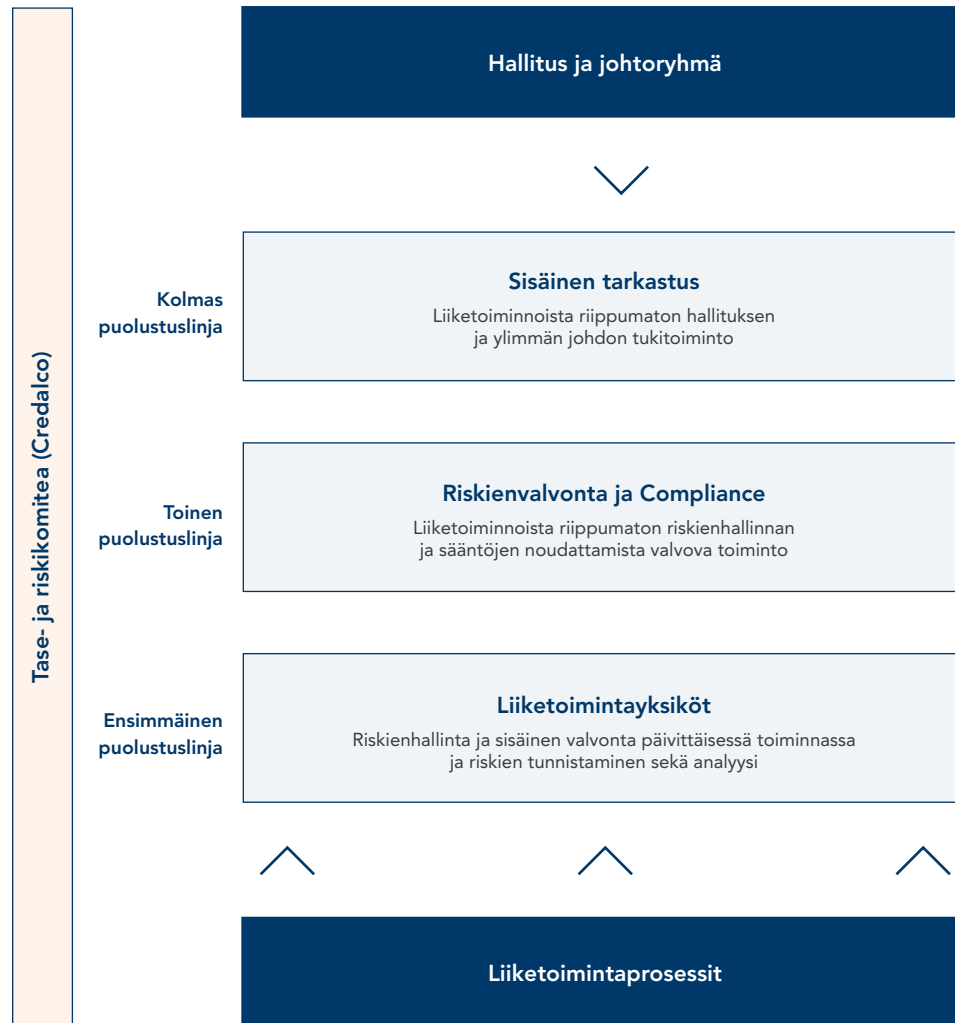 Hallitus ja johtoryhmä
Tase- ja riskikomitea (Credalco)
Kolmas
puolustuslinja
Sisäinen tarkastus
Liiketoiminnoista riippumaton hallituksen
ja ylimmän johdon tukitoiminto
Toinen
puolustuslinja
Riskienvalvonta ja Compliance
Liiketoiminnoista riippumaton riskienhallinnan
ja sääntöjen noudattamista valvova toiminto
Ensimmäinen
puolustuslinja
Liiketoimintayksiköt
Riskienhallinta ja sisäinen valvonta päivittäisessä toiminnassa
ja riskien tunnistaminen sekä analyysi
Liiketoimintaprosessit